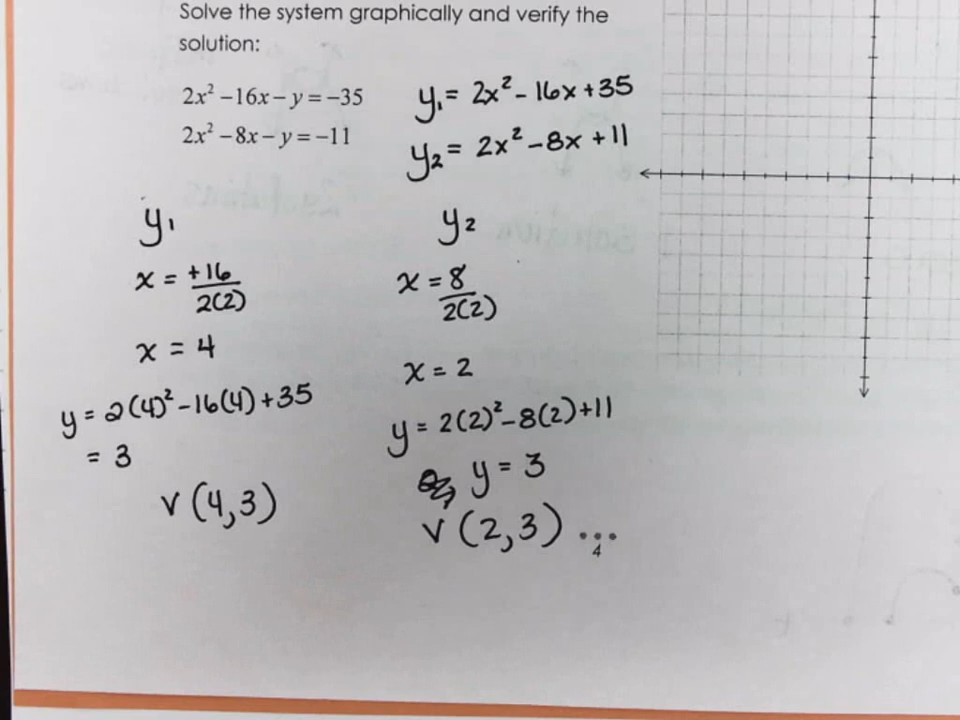 Solve the system graphically and verify the
solution:
2x² –16x – y = –35
2x² –8x – y = –11
y₁ = 2x² - 16x + 35
y₂ = 2x² - 8x + 11
y₁
x = +16/2(2)
x = 4
y = 2(4)² - 16(4) + 35
= 3
V (4,3)
y₂
x = 8/2(2)
x = 2
y = 2(2)² - 8(2) + 11
y = 3
V (2,3) ...
4